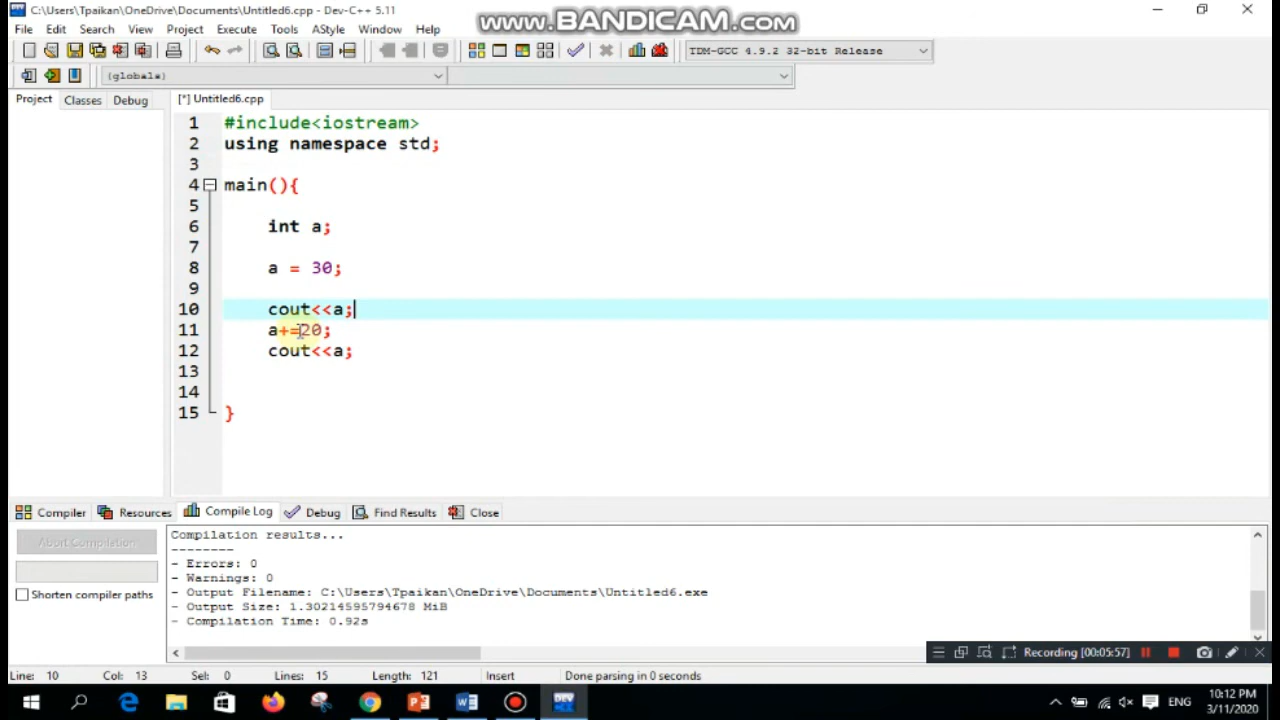 C:\Users\Tpaikan\OneDrive\Documents\Untitled6.cpp - Dev-C++ 5.11
www.BANDICAM.com
File Edit Search View Project Execute Tools AStyle Window Help
TDM-GCC 4.9.2 32-bit Release
(globals)
Project Classes Debug [*] Untitled6.cpp
1 #include<iostream>
2 using namespace std;
3
4 main(){
5
6 int a;
7
8 a = 30;
9
10 cout<<a;
11 a+=20;
12 cout<<a;
13
14
15 }
Compiler Resources Compile Log Debug Find Results Close
Abort Compilation
Shorten compiler paths
Compilation results...
--------
- Errors: 0
- Warnings: 0
- Output Filename: C:\Users\Tpaikan\OneDrive\Documents\Untitled6.exe
- Output Size: 1.30214595794678 MiB
- Compilation Time: 0.92s
Recording [00:05:57]
Line: 10 Col: 13 Sel: 0 Lines: 15 Length: 121 Insert Done parsing in 0 seconds
ENG
10:12 PM
3/11/2020